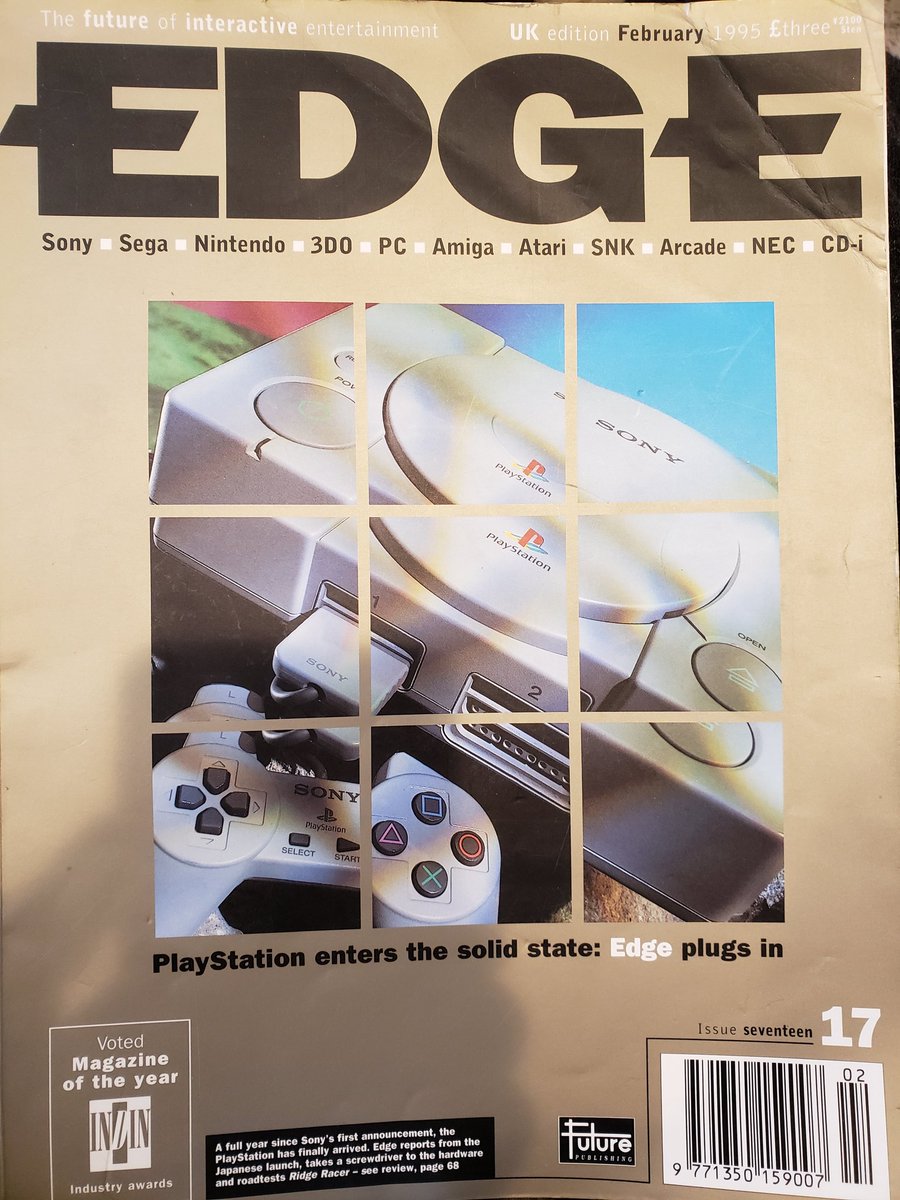 The future of interactive entertainment
UK edition February 1995 £three ¥2100
$ten
EDGE
Sony ■ Sega ■ Nintendo ■ 3DO ■ PC ■ Amiga ■ Atari ■ SNK ■ Arcade ■ NEC ■ CD-i
POW
S
SONY
PlayStation
PlayStation
1
SONY
2
OPEN
L
L
SONY
PlayStation
SELECT
START
PlayStation enters the solid state: Edge plugs in
Issue seventeen 17
Voted
Magazine
of the year
INZIN
Industry awards
A full year since Sony's first announcement, the
PlayStation has finally arrived. Edge reports from the
Japanese launch, takes a screwdriver to the hardware
and roadtests Ridge Racer – see review, page 68
Future
PUBLISHING
02
9 771350 159007